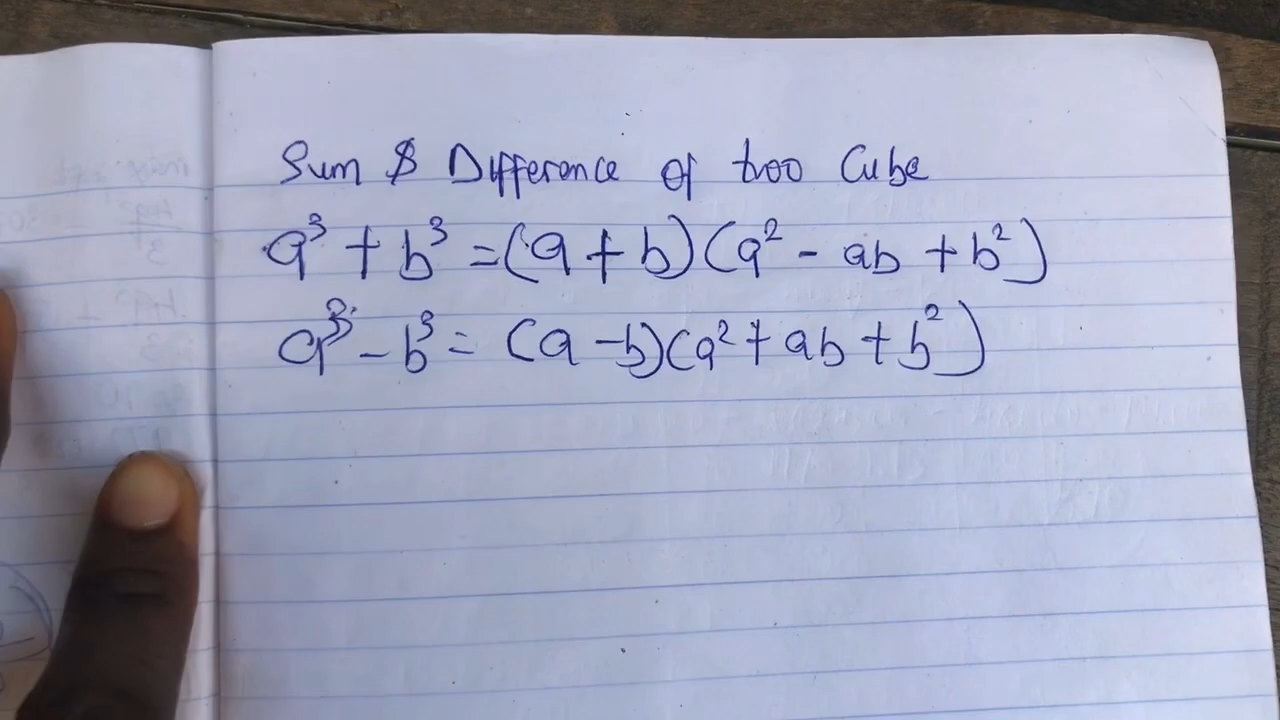 Sum & Difference of two Cube
a³ + b³ = (a + b)(a² - ab + b²)
a³ - b³ = (a - b)(a² + ab + b²)